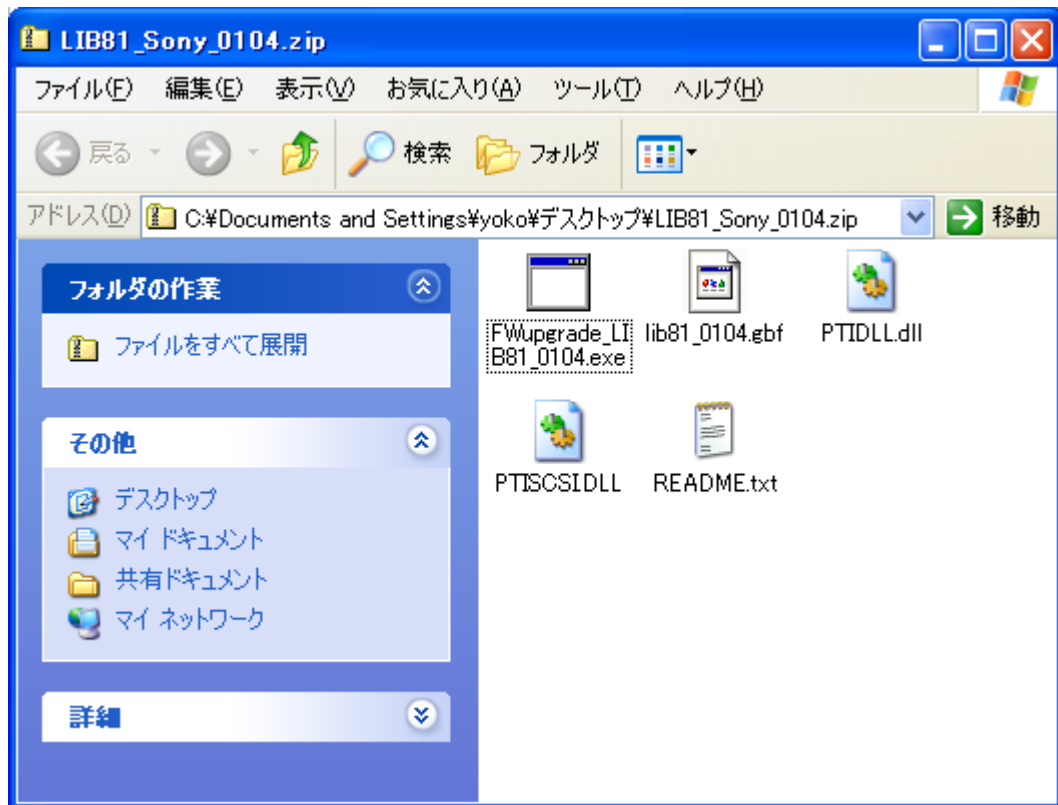 LIB81_Sony_0104.zip
ファイル(F) 編集(E) 表示(V) お気に入り(A) ツール(T) ヘルプ(H)
戻る 検索 フォルダ
アドレス(D) C:¥Documents and Settings¥yoko¥デスクトップ¥LIB81_Sony_0104.zip 移動
フォルダの作業
ファイルをすべて展開
その他
デスクトップ
マイ ドキュメント
共有ドキュメント
マイ ネットワーク
詳細
FWupgrade_LI
B81_0104.exe
lib81_0104.gbf
PTIDLL.dll
PTISCSIDLL
README.txt